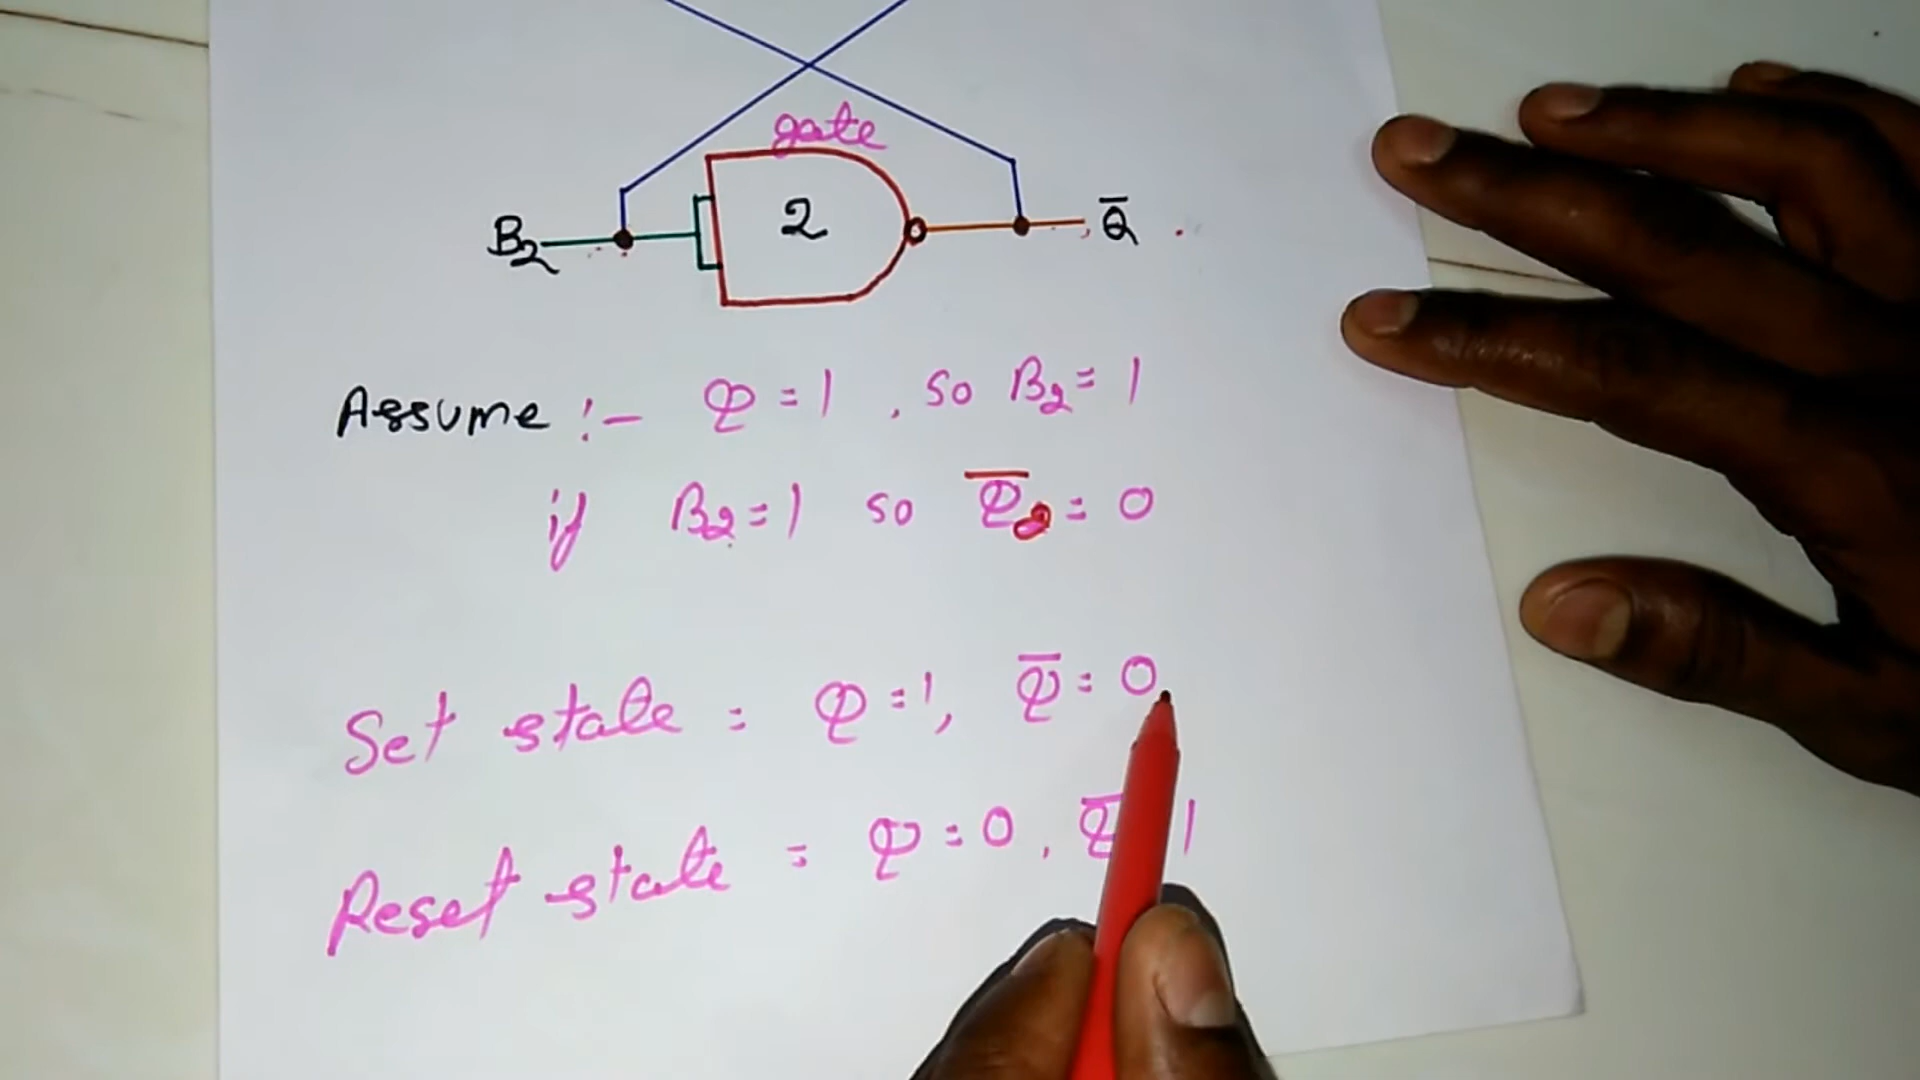 gate
B₂ 2 Q̅
Assume :- Q = 1 , so B₂ = 1
if B₂ = 1 so Q̅ = 0
Set state = Q = 1, Q̅ = 0
Reset state = Q = 0 , Q̅ 1